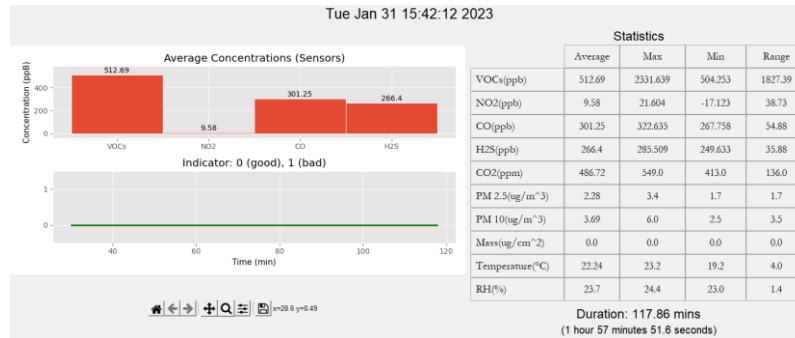 Tue Jan 31 15:42:12 2023
Average Concentrations (Sensors)
Concentration (ppB)
400
200
0
512.69
9.58
301.25
266.4
VOCs NO2 CO H2S
Indicator: 0 (good), 1 (bad)
1
0
40 60 80 100 120
Time (min)
x=28.6 y=0.49
Statistics
Average Max Min Range
VOCs(ppb) 512.69 2331.639 504.253 1827.39
NO2(ppb) 9.58 21.604 -17.123 38.73
CO(ppb) 301.25 322.635 267.758 54.88
H2S(ppb) 266.4 285.509 249.633 35.88
CO2(ppm) 486.72 549.0 413.0 136.0
PM 2.5(ug/m^3) 2.28 3.4 1.7 1.7
PM 10(ug/m^3) 3.69 6.0 2.5 3.5
Mass(ug/cm^2) 0.0 0.0 0.0 0.0
Temperature(°C) 22.24 23.2 19.2 4.0
RH(%) 23.7 24.4 23.0 1.4
Duration: 117.86 mins
(1 hour 57 minutes 51.6 seconds)